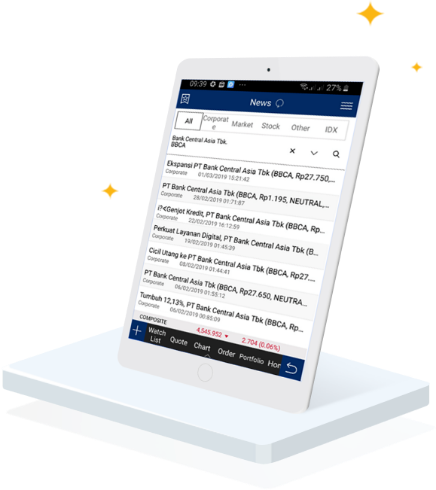 09:39 ... 27%
News
All Corporat
e Market Stock Other IDX
Bank Central Asia Tbk.
BBCA
Ekspansi PT Bank Central Asia Tbk (BBCA, Rp27.750,...
Corporate 01/03/2019 15:21:42
PT Bank Central Asia Tbk (BBCA, Rp1.195, NEUTRAL,...
Corporate 28/02/2019 01:71:87
Genjot Kredit, PT Bank Central Asia Tbk (BBCA, Rp...
Corporate 22/02/2019 16:12:59
Perkuat Layanan Digital, PT Bank Central Asia Tbk (B...
Corporate 19/02/2019 01:45:39
Cicil Utang ke PT Bank Central Asia Tbk (BBCA, Rp27....
Corporate 08/02/2019 01:44:41
PT Bank Central Asia Tbk (BBCA, Rp27.650, NEUTRA...
Corporate 06/02/2019 01:55:12
Tumbuh 12,13%, PT Bank Central Asia Tbk (BBCA, Rp...
Corporate 06/02/2019 00:85:09
COMPOSITE 4,545.952 ▼ 2.704 (0.06%)
Watch
List Quote Chart Order Portfolio Hor